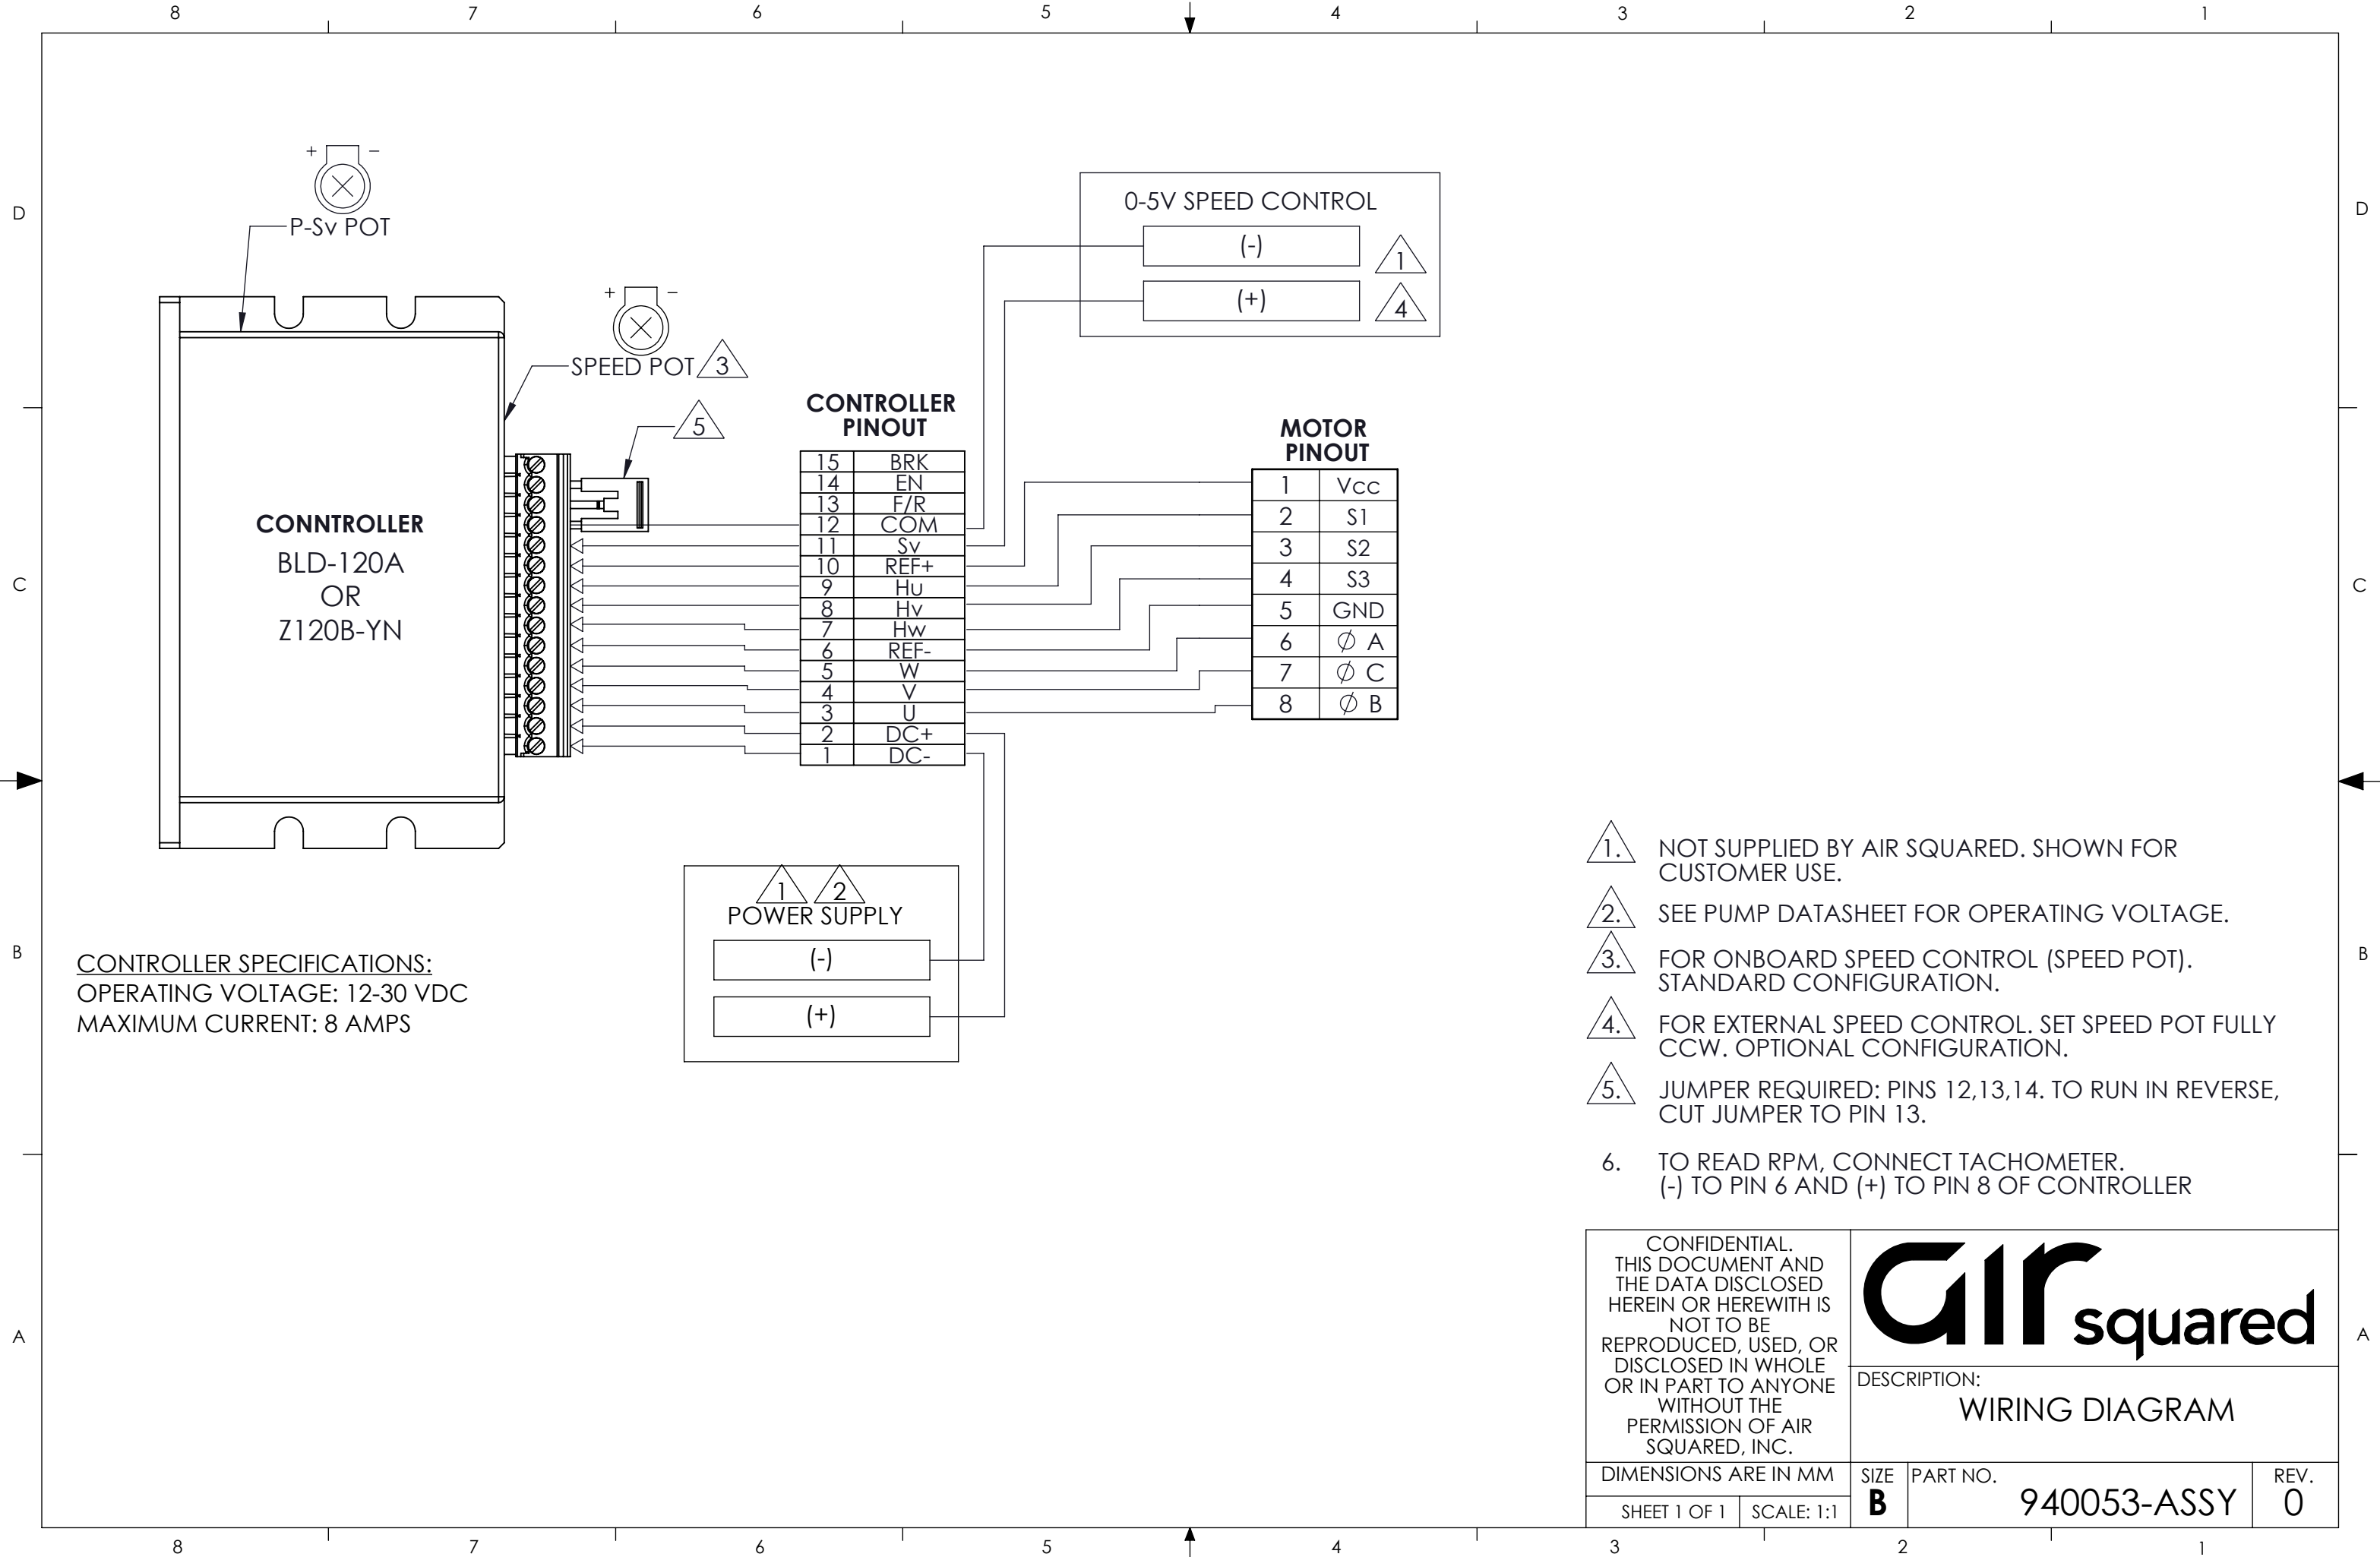 8 7 6 5 4 3 2 1
D
D
+ −
P-Sv POT
+ −
SPEED POT 3
5
0-5V SPEED CONTROL
(-)
1
(+)
4
CONNTROLLER
BLD-120A
OR
Z120B-YN
CONTROLLER
PINOUT
15 BRK
14 EN
13 F/R
12 COM
11 Sv
10 REF+
9 Hu
8 Hv
7 Hw
6 REF-
5 W
4 V
3 U
2 DC+
1 DC-
MOTOR
PINOUT
1 Vcc
2 S1
3 S2
4 S3
5 GND
6 ∅ A
7 ∅ C
8 ∅ B
C
C
1 2
POWER SUPPLY
(-)
(+)
B
B
CONTROLLER SPECIFICATIONS:
OPERATING VOLTAGE: 12-30 VDC
MAXIMUM CURRENT: 8 AMPS
1. NOT SUPPLIED BY AIR SQUARED. SHOWN FOR
CUSTOMER USE.
2. SEE PUMP DATASHEET FOR OPERATING VOLTAGE.
3. FOR ONBOARD SPEED CONTROL (SPEED POT).
STANDARD CONFIGURATION.
4. FOR EXTERNAL SPEED CONTROL. SET SPEED POT FULLY
CCW. OPTIONAL CONFIGURATION.
5. JUMPER REQUIRED: PINS 12,13,14. TO RUN IN REVERSE,
CUT JUMPER TO PIN 13.
6. TO READ RPM, CONNECT TACHOMETER.
(-) TO PIN 6 AND (+) TO PIN 8 OF CONTROLLER
A
A
CONFIDENTIAL.
THIS DOCUMENT AND
THE DATA DISCLOSED
HEREIN OR HEREWITH IS
NOT TO BE
REPRODUCED, USED, OR
DISCLOSED IN WHOLE
OR IN PART TO ANYONE
WITHOUT THE
PERMISSION OF AIR
SQUARED, INC.
DIMENSIONS ARE IN MM
SHEET 1 OF 1 SCALE: 1:1
air squared
DESCRIPTION:
WIRING DIAGRAM
SIZE
B
PART NO.
940053-ASSY
REV.
0
8 7 6 5 4 3 2 1